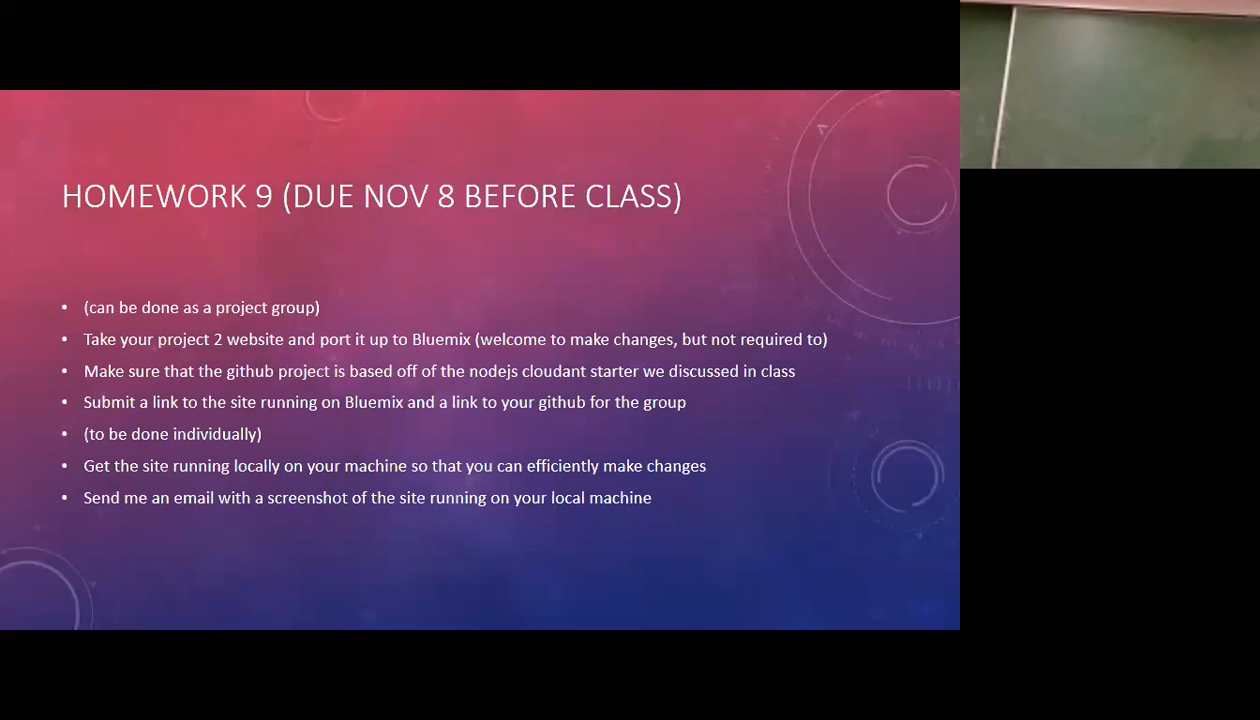 HOMEWORK 9 (DUE NOV 8 BEFORE CLASS)
• (can be done as a project group)
• Take your project 2 website and port it up to Bluemix (welcome to make changes, but not required to)
• Make sure that the github project is based off of the nodejs cloudant starter we discussed in class
• Submit a link to the site running on Bluemix and a link to your github for the group
• (to be done individually)
• Get the site running locally on your machine so that you can efficiently make changes
• Send me an email with a screenshot of the site running on your local machine